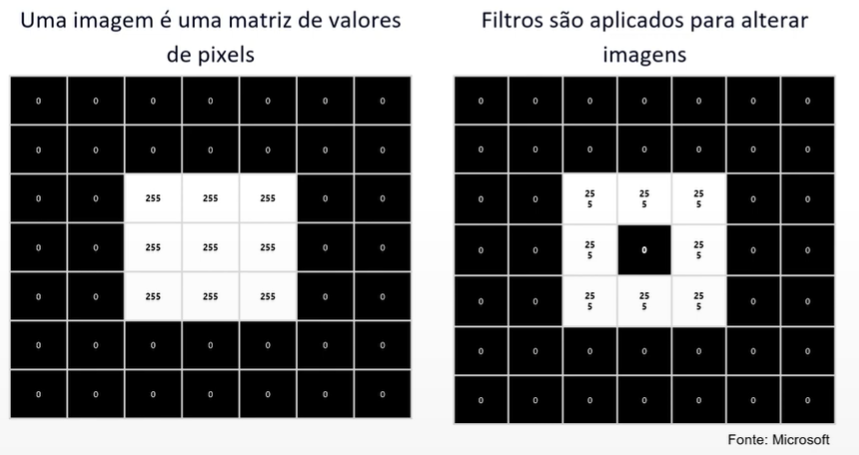 Uma imagem é uma matriz de valores
de pixels
0 0 0 0 0 0 0
0 0 0 0 0 0 0
0 0 255 255 255 0 0
0 0 255 255 255 0 0
0 0 255 255 255 0 0
0 0 0 0 0 0 0
0 0 0 0 0 0 0
Filtros são aplicados para alterar
imagens
0 0 0 0 0 0 0
0 0 0 0 0 0 0
0 0 255 255 255 0 0
0 0 255 0 255 0 0
0 0 255 255 255 0 0
0 0 0 0 0 0 0
0 0 0 0 0 0 0
Fonte: Microsoft